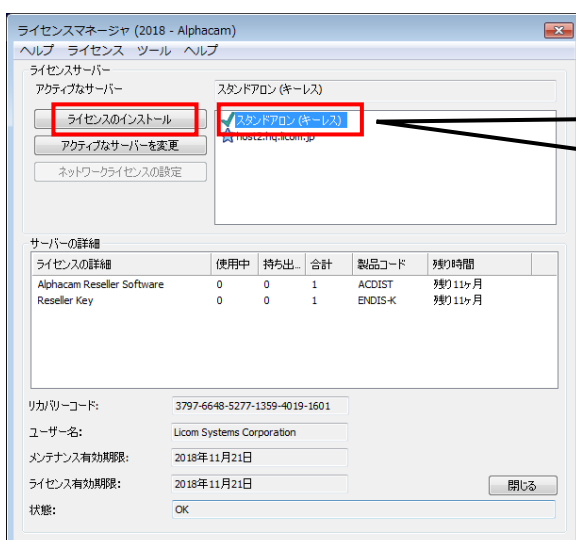 ライセンスマネージャ (2018 - Alphacam)
ヘルプ ライセンス ツール ヘルプ
ライセンスサーバー
アクティブなサーバー スタンドアロン (キーレス)
ライセンスのインストール
アクティブなサーバーを変更
ネットワークライセンスの設定
スタンドアロン (キーレス)
host2.hq.licom.jp
サーバーの詳細
ライセンスの詳細 使用中 持ち出... 合計 製品コード 残り時間
Alphacam Reseller Software 0 0 1 ACDIST 残り 11ヶ月
Reseller Key 0 0 1 ENDIS-K 残り 11ヶ月
リカバリーコード: 3797-6648-5277-1359-4019-1601
ユーザー名: Licom Systems Corporation
メンテナンス有効期限: 2018年11月21日
ライセンス有効期限: 2018年11月21日
閉じる
状態: OK